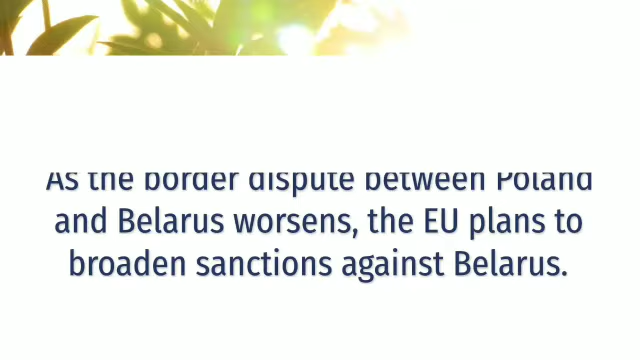 As the border dispute between Poland
and Belarus worsens, the EU plans to
broaden sanctions against Belarus.